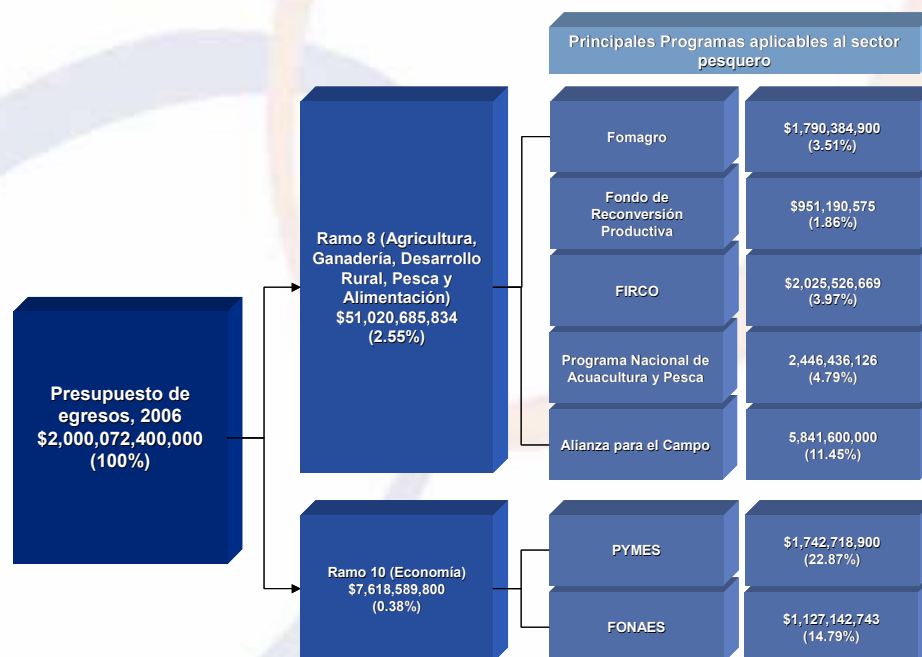 Principales Programas aplicables al sector
pesquero
Presupuesto de
egresos, 2006
$2,000,072,400,000
(100%)
Ramo 8 (Agricultura,
Ganadería, Desarrollo
Rural, Pesca y
Alimentación)
$51,020,685,834
(2.55%)
Fomagro
$1,790,384,900
(3.51%)
Fondo de
Reconversión
Productiva
$951,190,575
(1.86%)
FIRCO
$2,025,526,669
(3.97%)
Programa Nacional de
Acuacultura y Pesca
2,446,436,126
(4.79%)
Alianza para el Campo
5,841,600,000
(11.45%)
Ramo 10 (Economía)
$7,618,589,800
(0.38%)
PYMES
$1,742,718,900
(22.87%)
FONAES
$1,127,142,743
(14.79%)